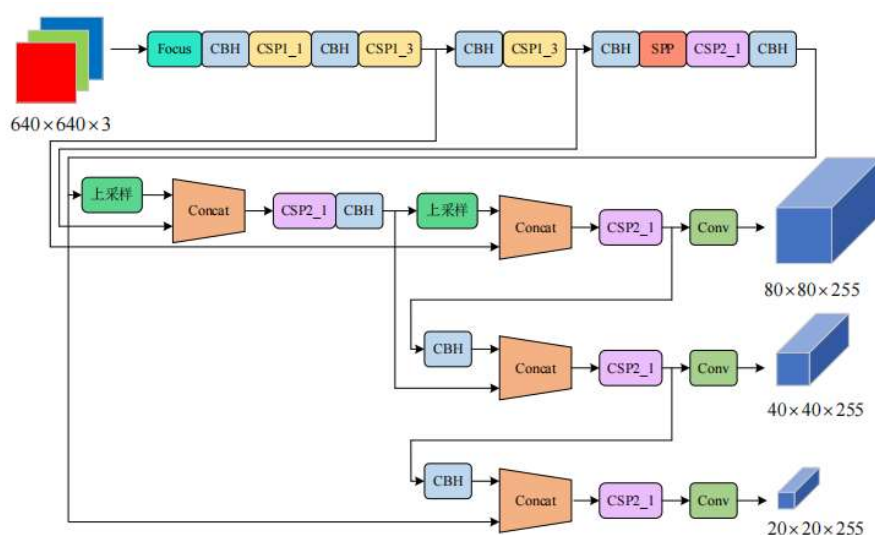 Focus CBH CSP1_1 CBH CSP1_3 CBH CSP1_3 CBH SPP CSP2_1 CBH
640×640×3
上采样 Concat CSP2_1 CBH 上采样 Concat CSP2_1 Conv
80×80×255
CBH Concat CSP2_1 Conv
40×40×255
CBH Concat CSP2_1 Conv
20×20×255